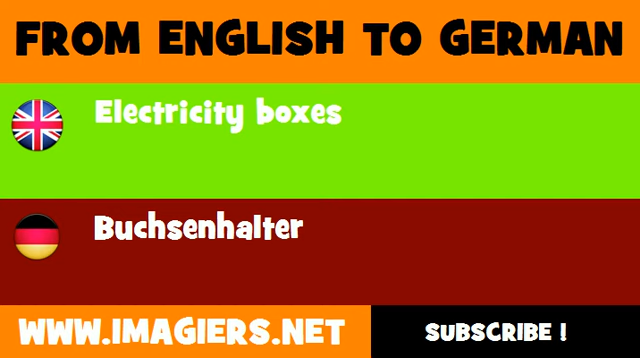 FROM ENGLISH TO GERMAN
Electricity boxes
Buchsenhalter
WWW.IMAGIERS.NET
SUBSCRIBE !